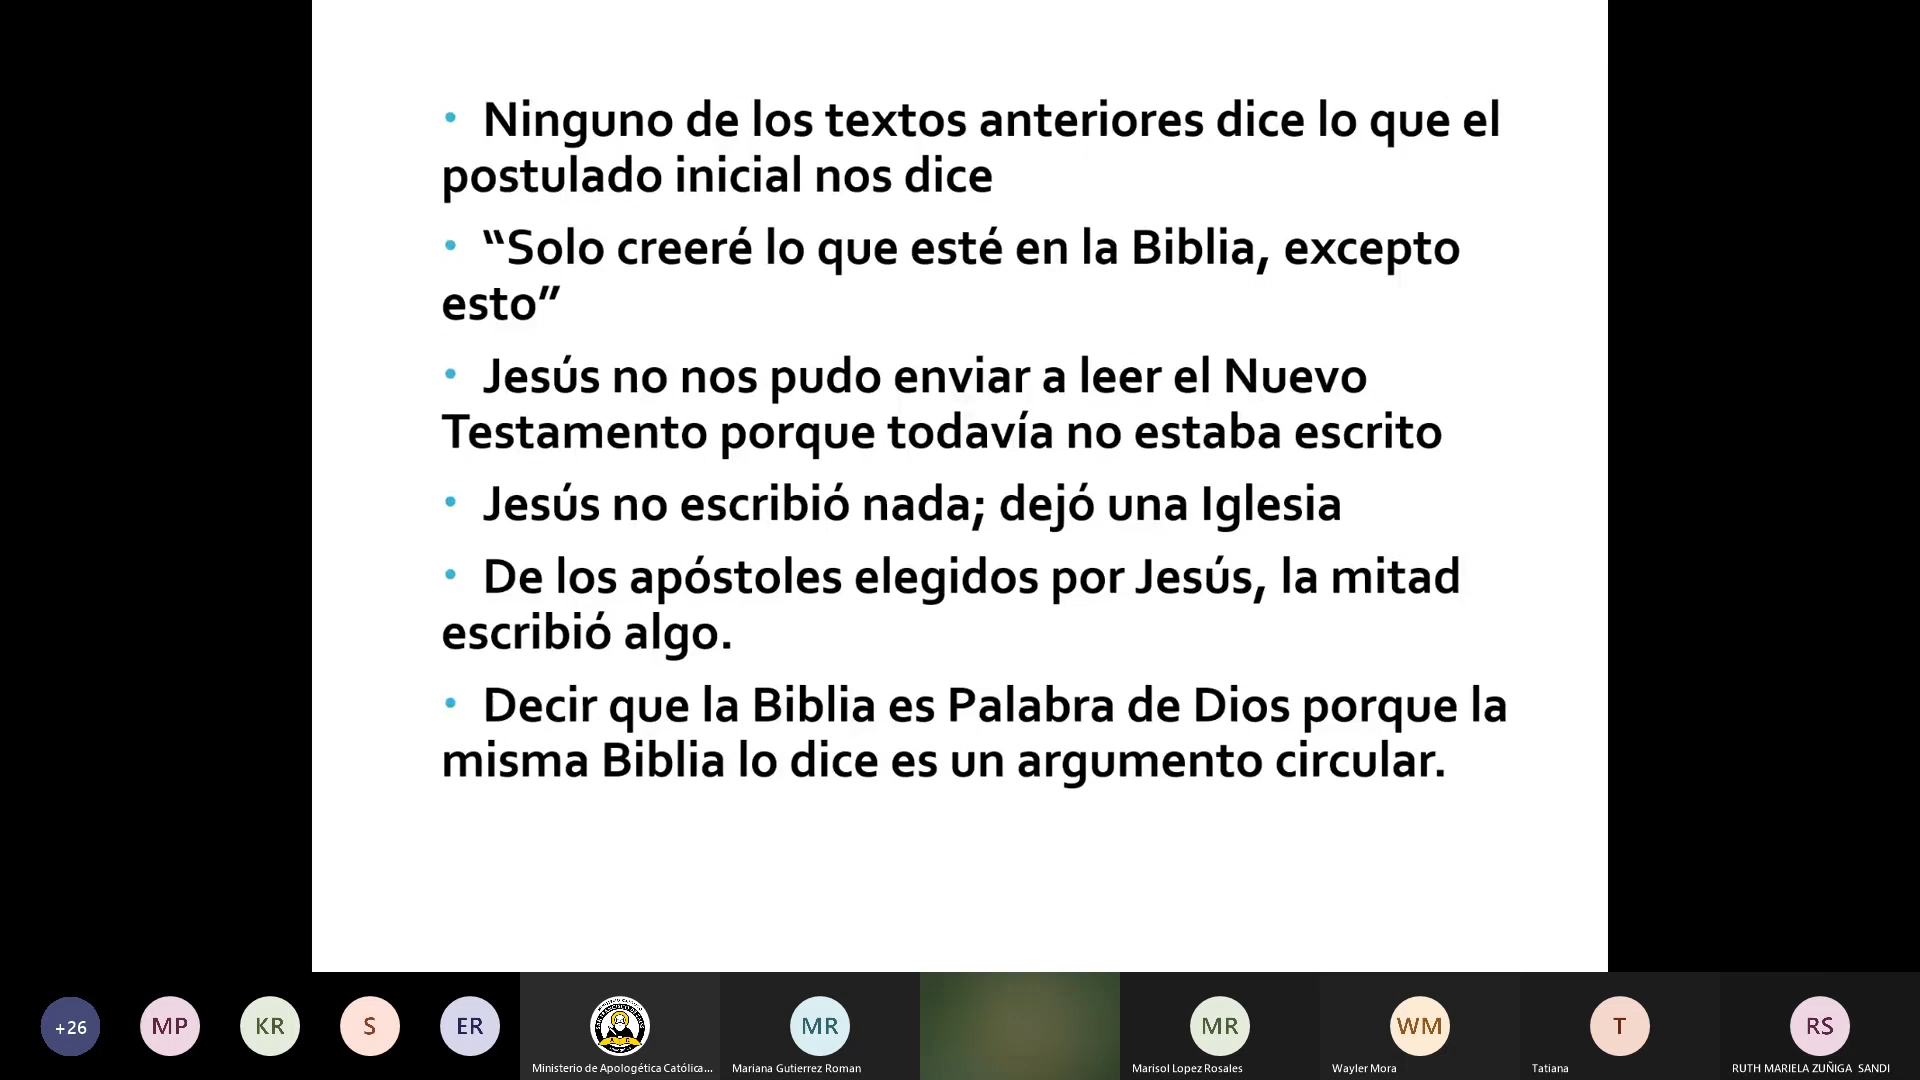 • Ninguno de los textos anteriores dice lo que el
postulado inicial nos dice
• “Solo creeré lo que esté en la Biblia, excepto
esto”
• Jesús no nos pudo enviar a leer el Nuevo
Testamento porque todavía no estaba escrito
• Jesús no escribió nada; dejó una Iglesia
• De los apóstoles elegidos por Jesús, la mitad
escribió algo.
• Decir que la Biblia es Palabra de Dios porque la
misma Biblia lo dice es un argumento circular.
+26 MP KR S ER MR MR WM T RS
Ministerio de Apologética Católica... Mariana Gutierrez Roman Marisol Lopez Rosales Wayler Mora Tatiana RUTH MARIELA ZUÑIGA SANDI